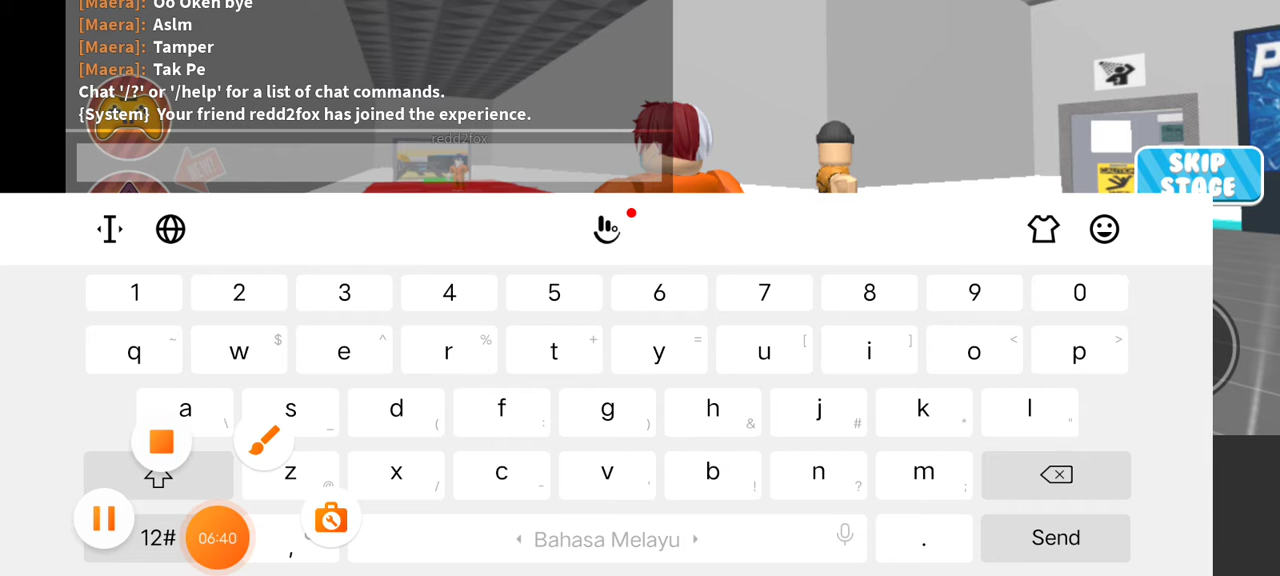 [Maera]: Oo Oken bye
[Maera]: Aslm
[Maera]: Tamper
[Maera]: Tak Pe
Chat '/?' or '/help' for a list of chat commands.
{System} Your friend redd2fox has joined the experience.
redd2fox
NEW!
CAUTION
SKIP
STAGE
1 2 3 4 5 6 7 8 9 0
q ~ w $ e ^ r % t + y = u [ i ] o < p >
a \ s _ d ( f : g ) h & j # k * l "
z @ x / c - v ' b ! n ? m ;
12# , Bahasa Melayu . Send
06:40